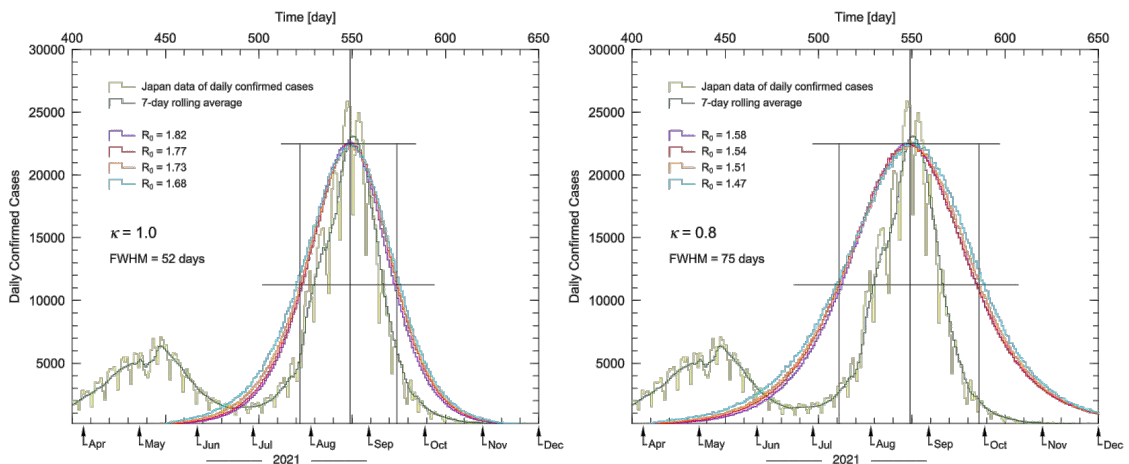 Time [day]
400 450 500 550 600 650
30000
Japan data of daily confirmed cases
7-day rolling average
25000
R0 = 1.82
R0 = 1.77
R0 = 1.73
R0 = 1.68
20000
15000
κ = 1.0
FWHM = 52 days
10000
5000
Daily Confirmed Cases
Apr May Jun Jul Aug Sep Oct Nov Dec
2021
Time [day]
400 450 500 550 600 650
30000
Japan data of daily confirmed cases
7-day rolling average
25000
R0 = 1.58
R0 = 1.54
R0 = 1.51
R0 = 1.47
20000
15000
κ = 0.8
FWHM = 75 days
10000
5000
Daily Confirmed Cases
Apr May Jun Jul Aug Sep Oct Nov Dec
2021